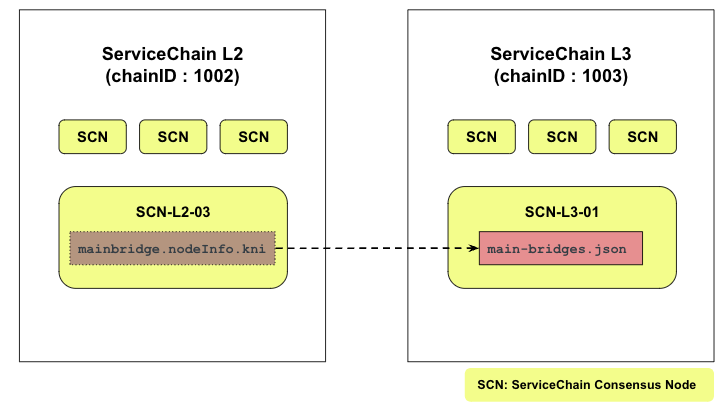 ServiceChain L2
(chainID : 1002)
SCN
SCN
SCN
SCN-L2-03
mainbridge.nodeInfo.kni
ServiceChain L3
(chainID : 1003)
SCN
SCN
SCN
SCN-L3-01
main-bridges.json
SCN: ServiceChain Consensus Node